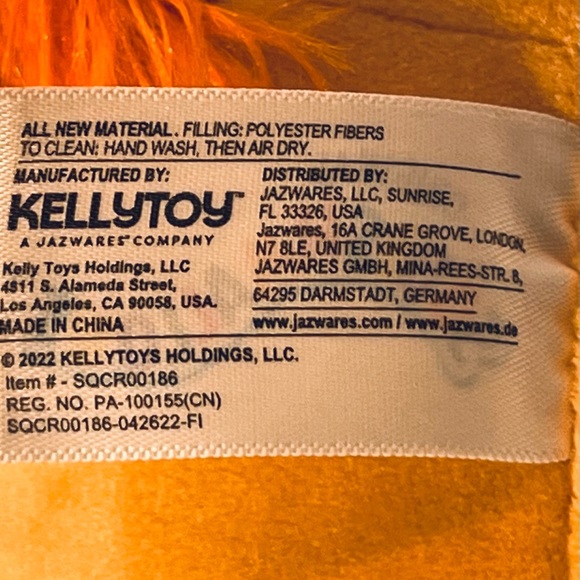 ALL NEW MATERIAL. FILLING: POLYESTER FIBERS
TO CLEAN: HAND WASH, THEN AIR DRY.
MANUFACTURED BY:
KELLYTOY™
A JAZWARES® COMPANY
Kelly Toys Holdings, LLC
4811 S. Alameda Street,
Los Angeles, CA 90058, USA.
MADE IN CHINA
DISTRIBUTED BY:
JAZWARES, LLC, SUNRISE,
FL 33326, USA
Jazwares, 16A CRANE GROVE, LONDON,
N7 8LE, UNITED KINGDOM
JAZWARES GMBH, MINA-REES-STR. 8,
64295 DARMSTADT, GERMANY
www.jazwares.com / www.jazwares.de
© 2022 KELLYTOYS HOLDINGS, LLC.
Item # - SQCR00186
REG. NO. PA-100155(CN)
SQCR00186-042622-FI